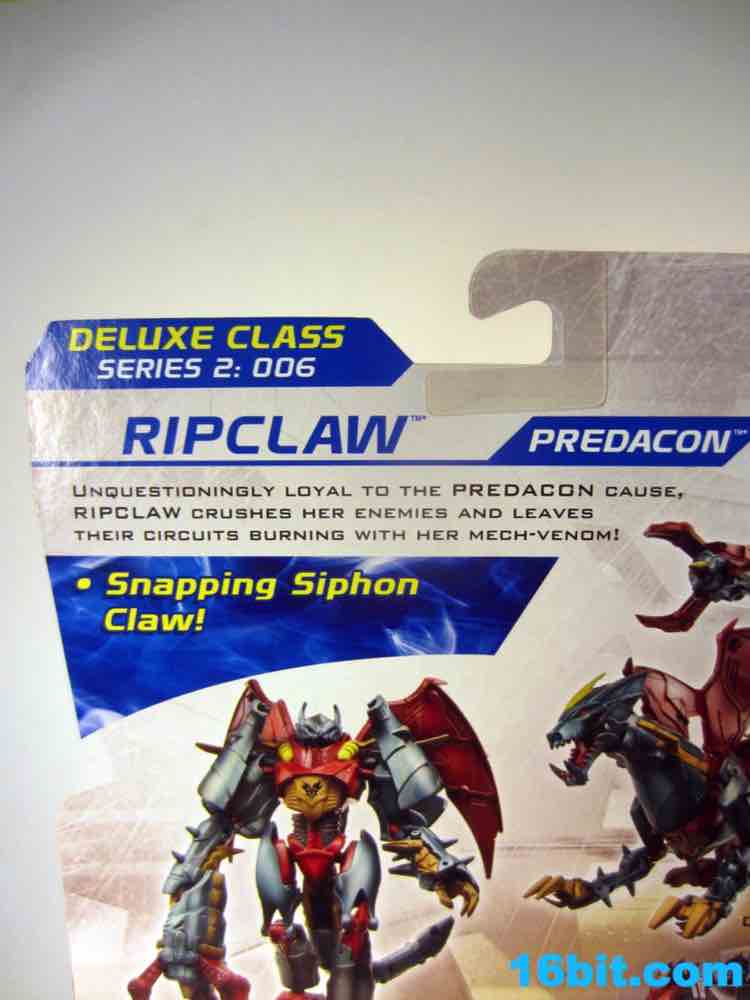 DELUXE CLASS
SERIES 2: 006
RIPCLAW™
PREDACON™
UNQUESTIONINGLY LOYAL TO THE PREDACON CAUSE,
RIPCLAW CRUSHES HER ENEMIES AND LEAVES
THEIR CIRCUITS BURNING WITH HER MECH-VENOM!
• Snapping Siphon
Claw!
16bit.com